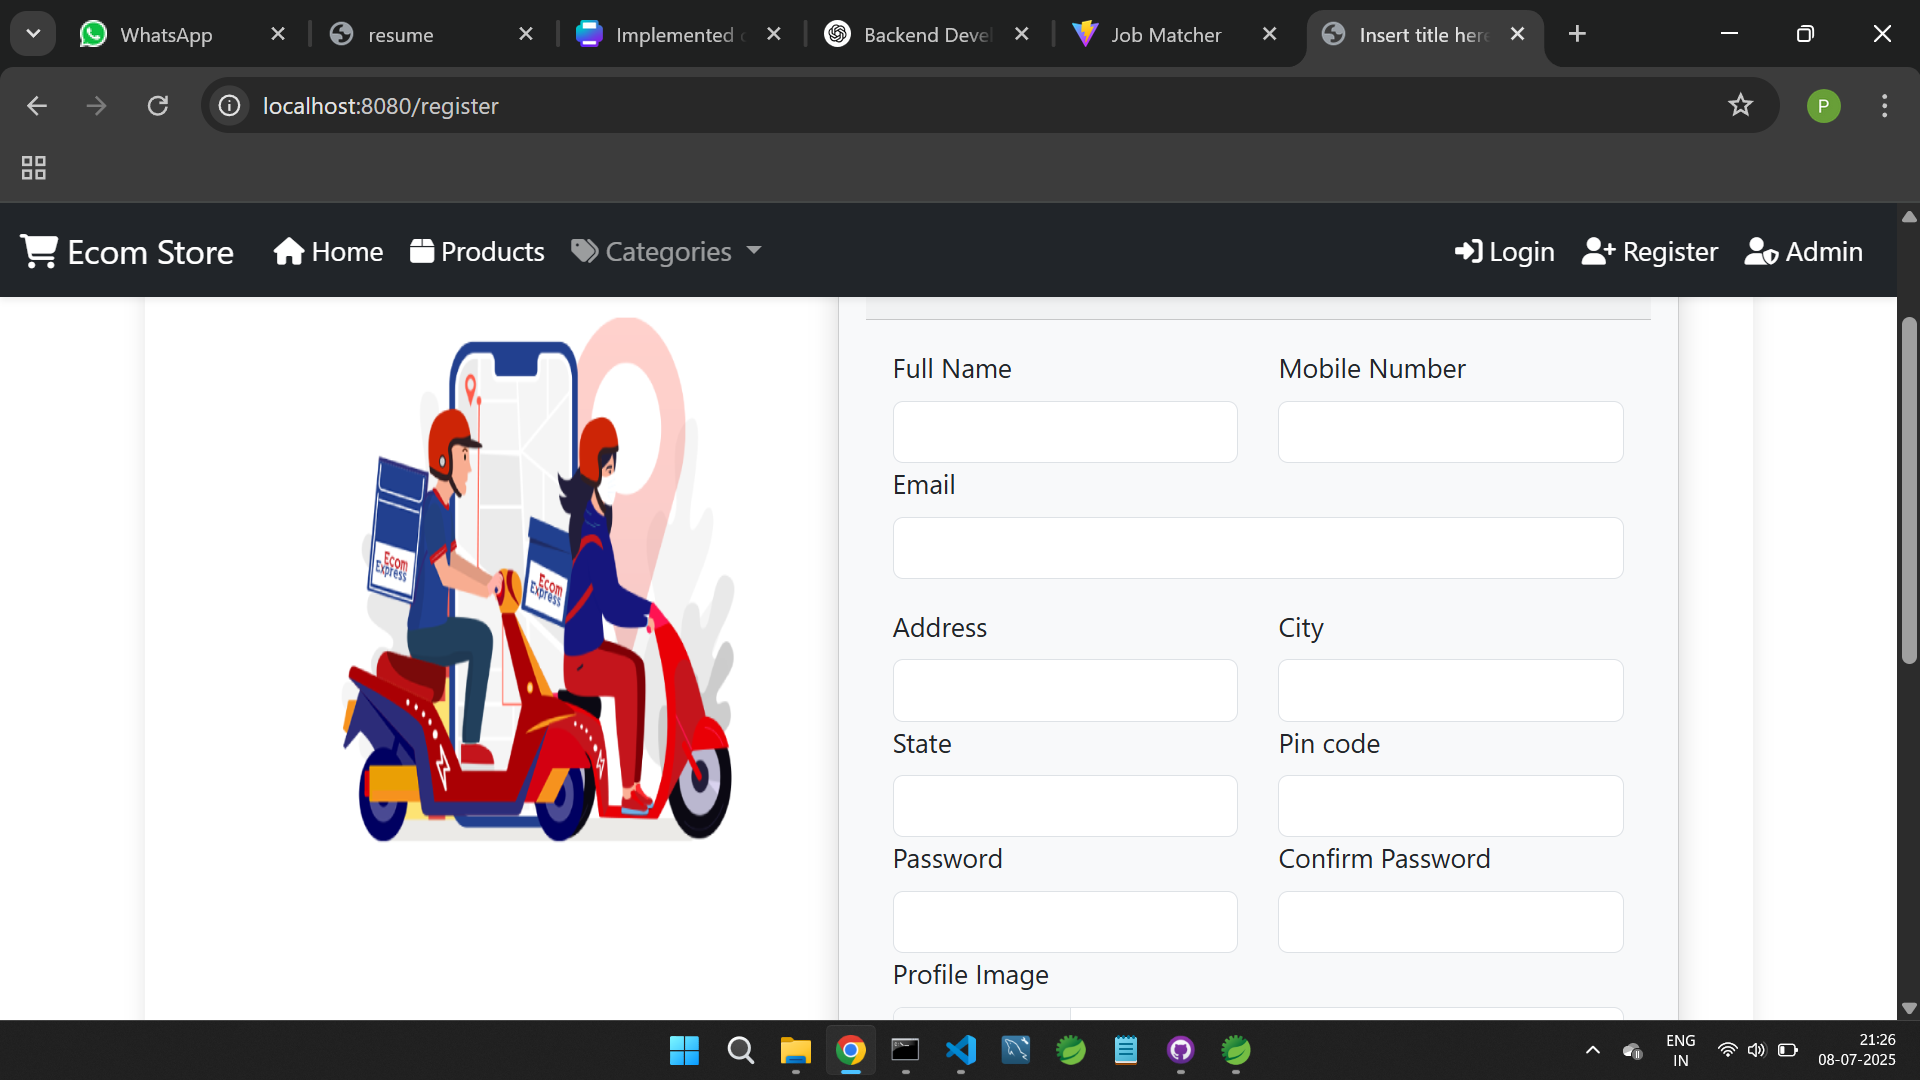 WhatsApp
resume
Implemented
Backend Deve
Job Matcher
Insert title here
localhost:8080/register
P
Ecom Store
Home
Products
Categories
Login
Register
Admin
Full Name
Mobile Number
Email
Address
City
State
Pin code
Password
Confirm Password
Profile Image
Ecom
Express
Ecom
Express
ENG
IN
21:26
08-07-2025